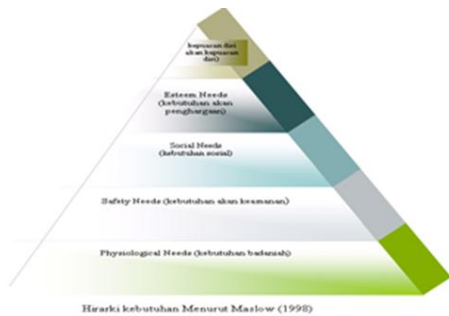 kepuasan diri
akan kepuasan
diri)
Esteem Needs
(kebutuhan akan
penghargaan)
Social Needs
(kebutuhan sosial)
Safety Needs (kebutuhan akan keamanan)
Physiological Needs (kebutuhan badaniah)
Hirarki kebutuhan Menurut Maslow (1998)